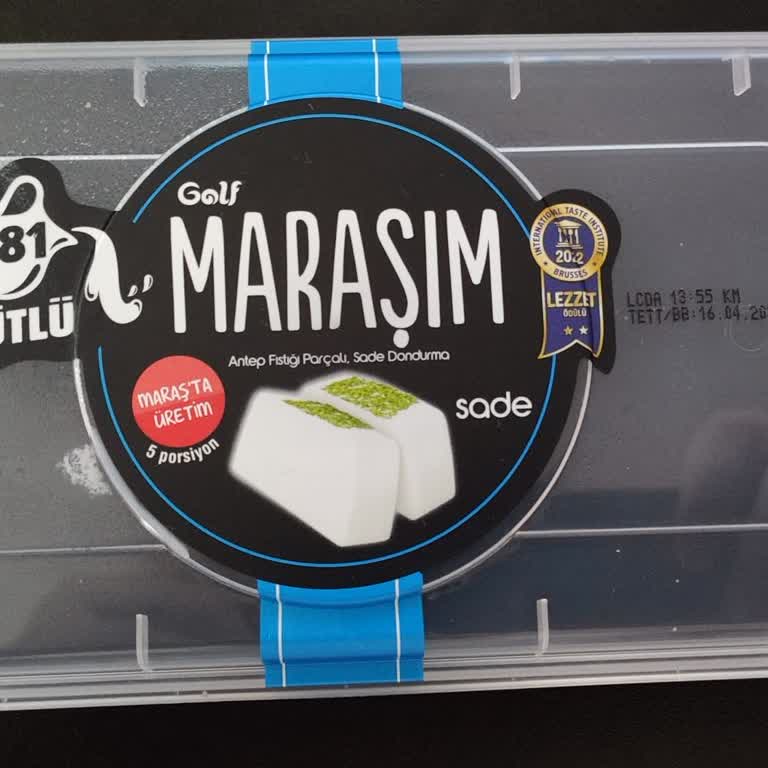 81
ÜTLÜ
Golf
MARAŞIM
Antep Fıstığı Parçalı, Sade Dondurma
MARAŞ'TA
ÜRETİM
5 porsiyon
sade
INTERNATIONAL TASTE INSTITUTE
2022
BRUSSELS
LEZZET
ÖDÜLÜ
LCDA 13:55 KM
TETT/BB:16.04.20